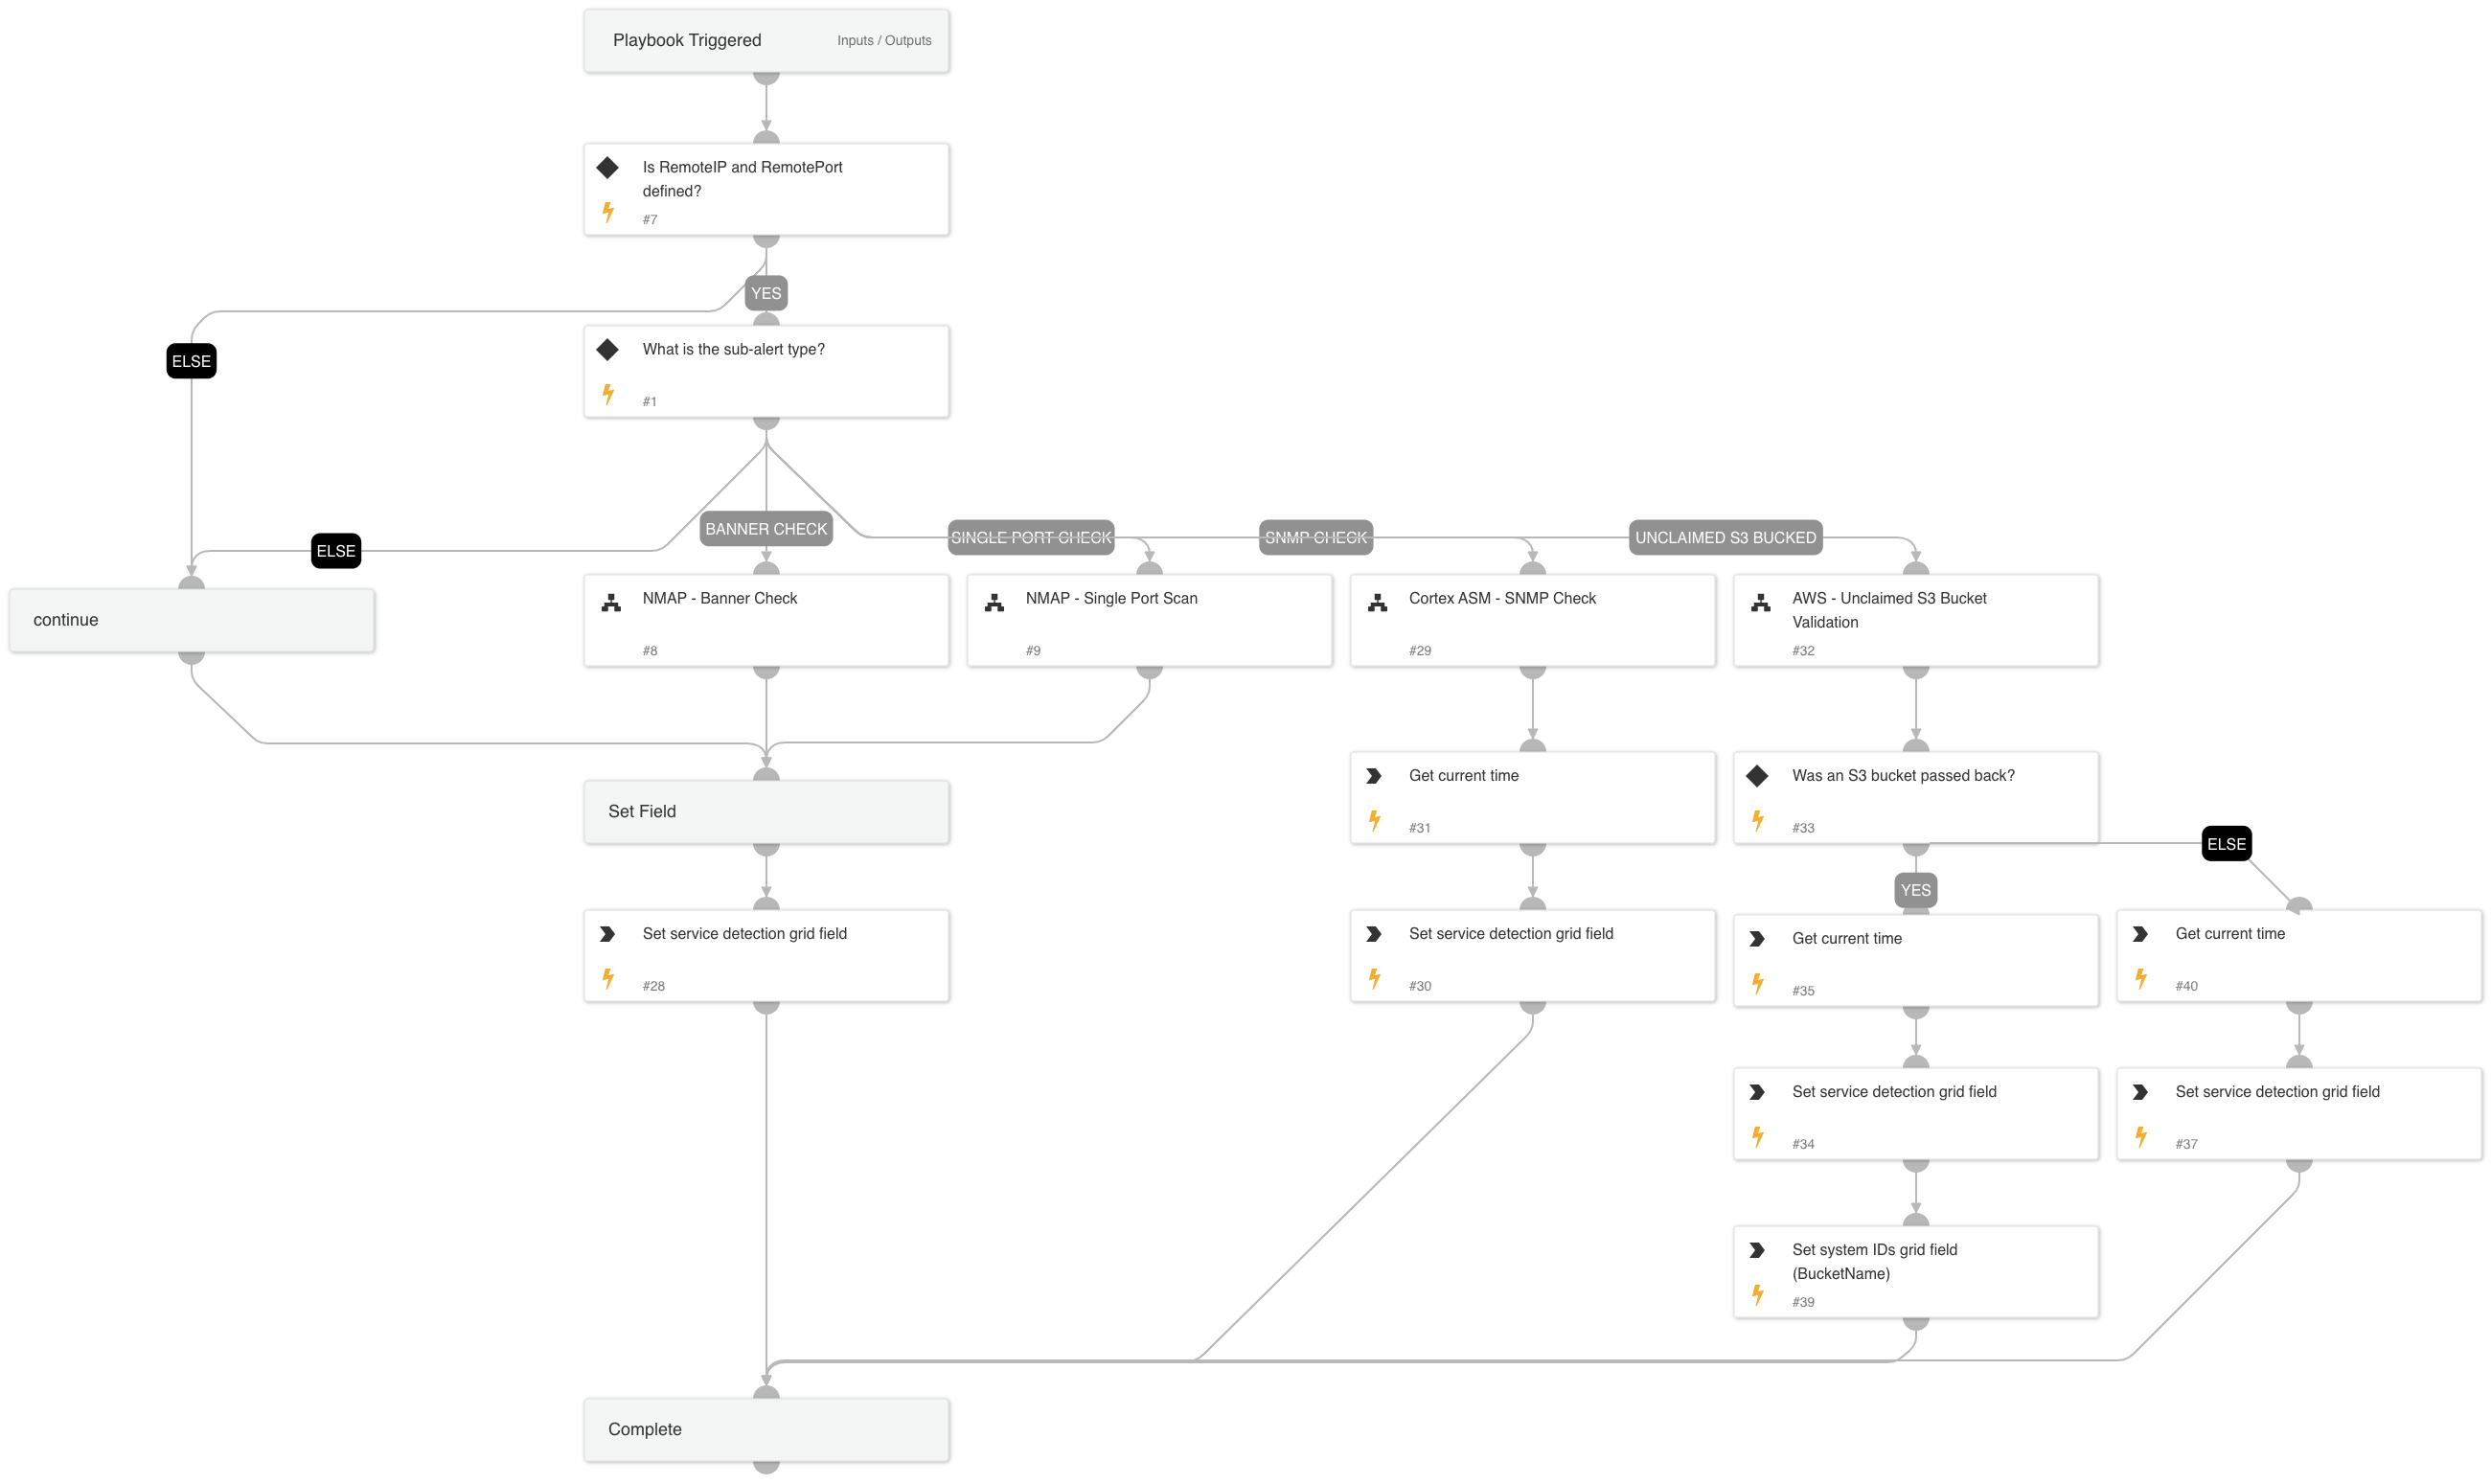 Playbook Triggered
Inputs / Outputs
Is RemoteIP and RemotePort
defined?
#7
YES
ELSE
What is the sub-alert type?
#1
BANNER CHECK
SINGLE PORT CHECK
SNMP CHECK
UNCLAIMED S3 BUCKED
ELSE
continue
NMAP - Banner Check
#8
NMAP - Single Port Scan
#9
Cortex ASM - SNMP Check
#29
AWS - Unclaimed S3 Bucket
Validation
#32
Set Field
Get current time
#31
Was an S3 bucket passed back?
#33
ELSE
YES
Set service detection grid field
#28
Set service detection grid field
#30
Get current time
#35
Get current time
#40
Set service detection grid field
#34
Set service detection grid field
#37
Set system IDs grid field
(BucketName)
#39
Complete